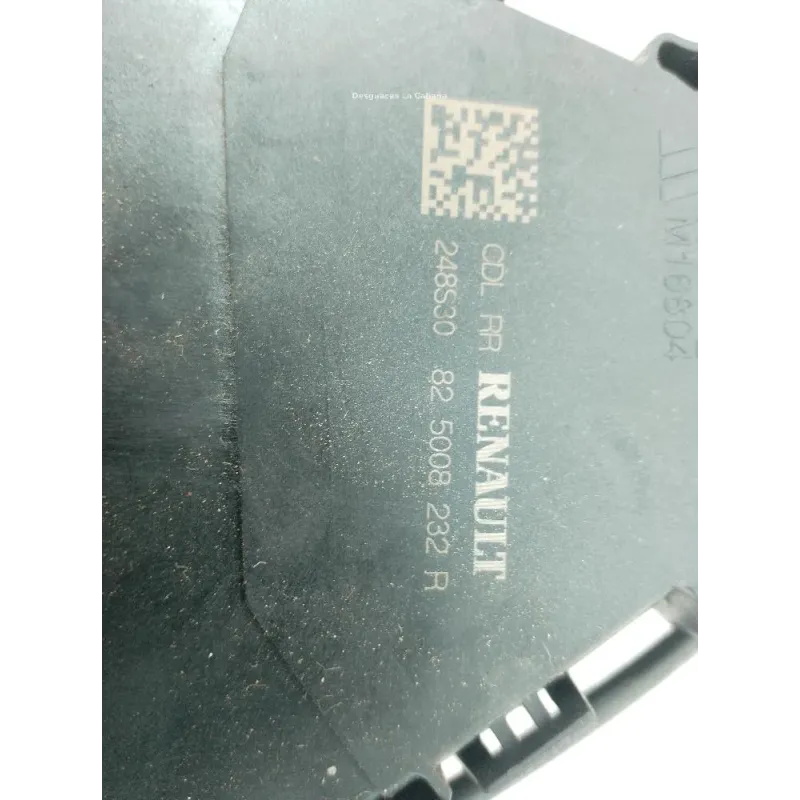 Desguaces La Cabaña
CDL RR RENAULT
248S30 82 5008 232 R
M16604